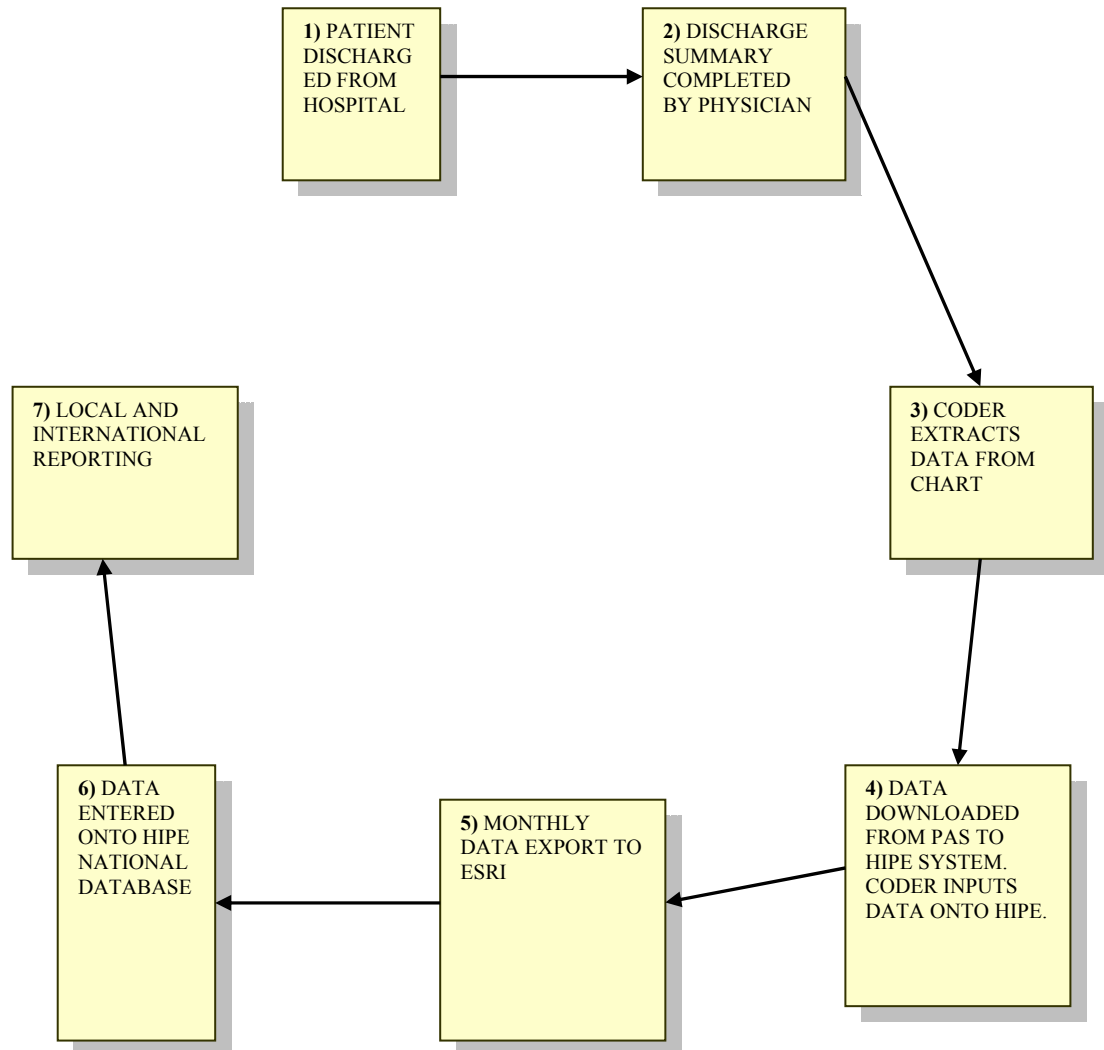 1) PATIENT
DISCHARG
ED FROM
HOSPITAL
2) DISCHARGE
SUMMARY
COMPLETED
BY PHYSICIAN
3) CODER
EXTRACTS
DATA FROM
CHART
4) DATA
DOWNLOADED
FROM PAS TO
HIPE SYSTEM.
CODER INPUTS
DATA ONTO HIPE.
5) MONTHLY
DATA EXPORT TO
ESRI
6) DATA
ENTERED
ONTO HIPE
NATIONAL
DATABASE
7) LOCAL AND
INTERNATIONAL
REPORTING